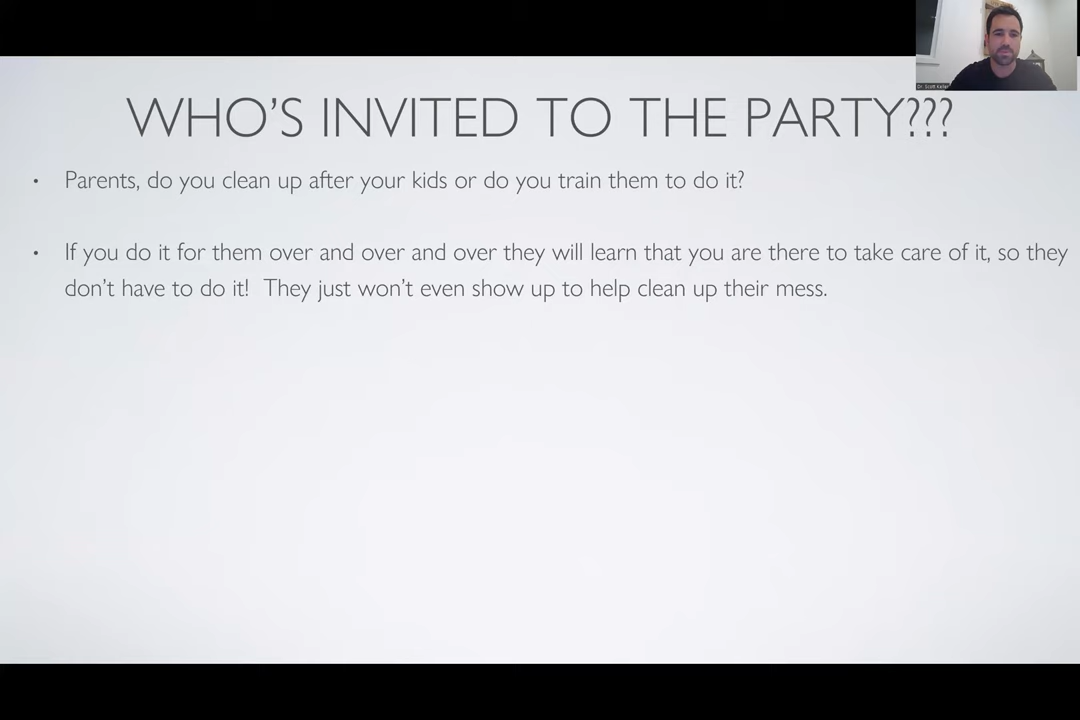 WHO'S INVITED TO THE PARTY???
• Parents, do you clean up after your kids or do you train them to do it?
• If you do it for them over and over and over they will learn that you are there to take care of it, so they
don't have to do it!  They just won't even show up to help clean up their mess.
Dr. Scott